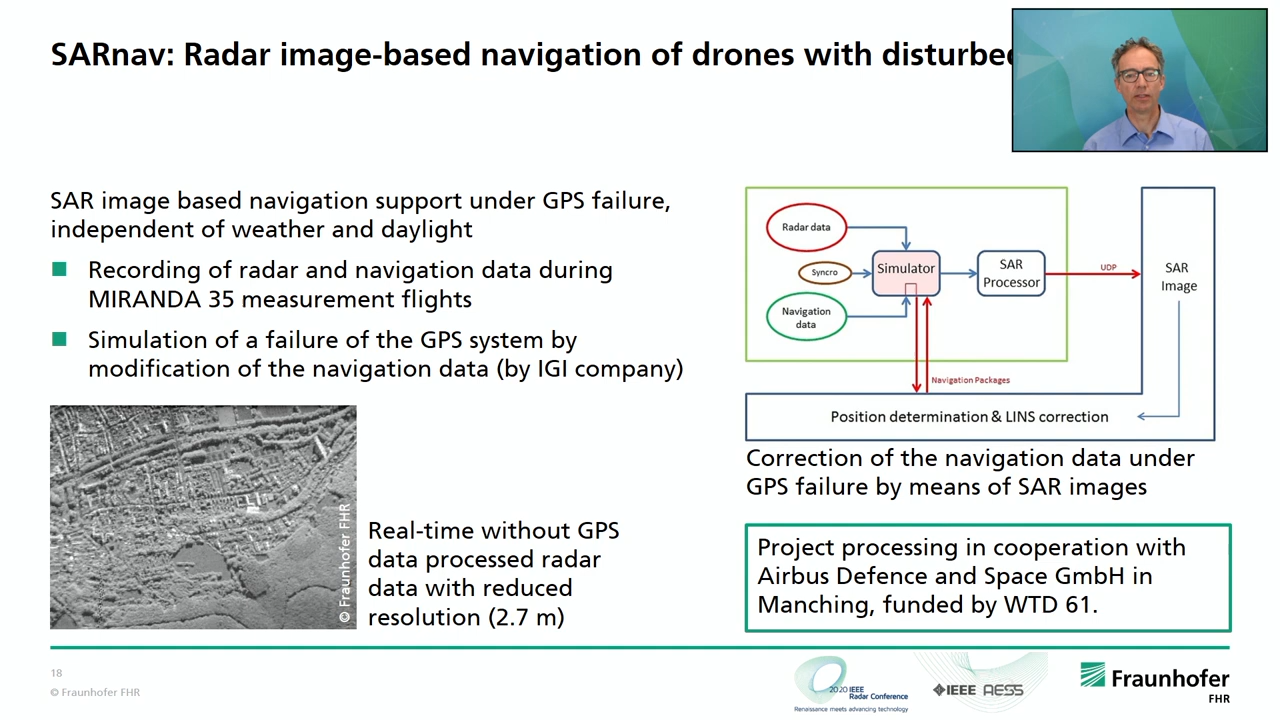 SARnav: Radar image-based navigation of drones with disturbed
SAR image based navigation support under GPS failure,
independent of weather and daylight
Recording of radar and navigation data during
MIRANDA 35 measurement flights
Simulation of a failure of the GPS system by
modification of the navigation data (by IGI company)
© Fraunhofer FHR
Real-time without GPS
data processed radar
data with reduced
resolution (2.7 m)
Radar data
Syncro
Navigation
data
Simulator
SAR
Processor
UDP
SAR
Image
Navigation Packages
Position determination & LINS correction
Correction of the navigation data under
GPS failure by means of SAR images
Project processing in cooperation with
Airbus Defence and Space GmbH in
Manching, funded by WTD 61.
18
© Fraunhofer FHR
2020 IEEE
Radar Conference
Renaissance meets advancing technology
IEEE AESS
Fraunhofer
FHR